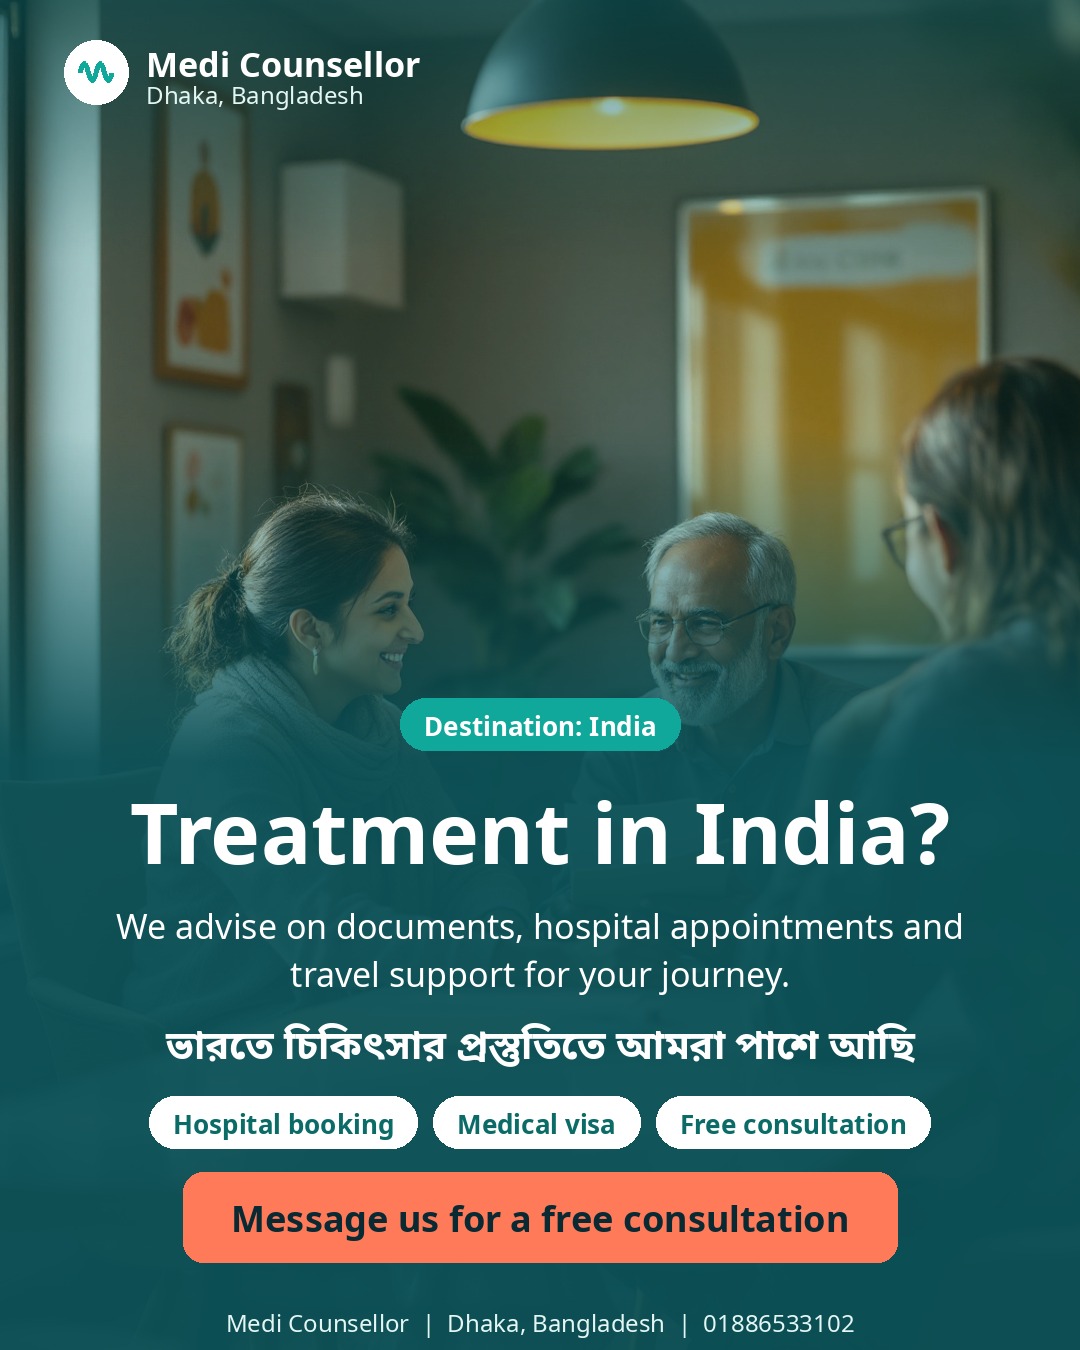 Medi Counsellor
Dhaka, Bangladesh
Destination: India
Treatment in India?
We advise on documents, hospital appointments and
travel support for your journey.
ভারতে চিকিৎসার প্রস্তুতিতে আমরা পাশে আছি
Hospital booking
Medical visa
Free consultation
Message us for a free consultation
Medi Counsellor | Dhaka, Bangladesh | 01886533102